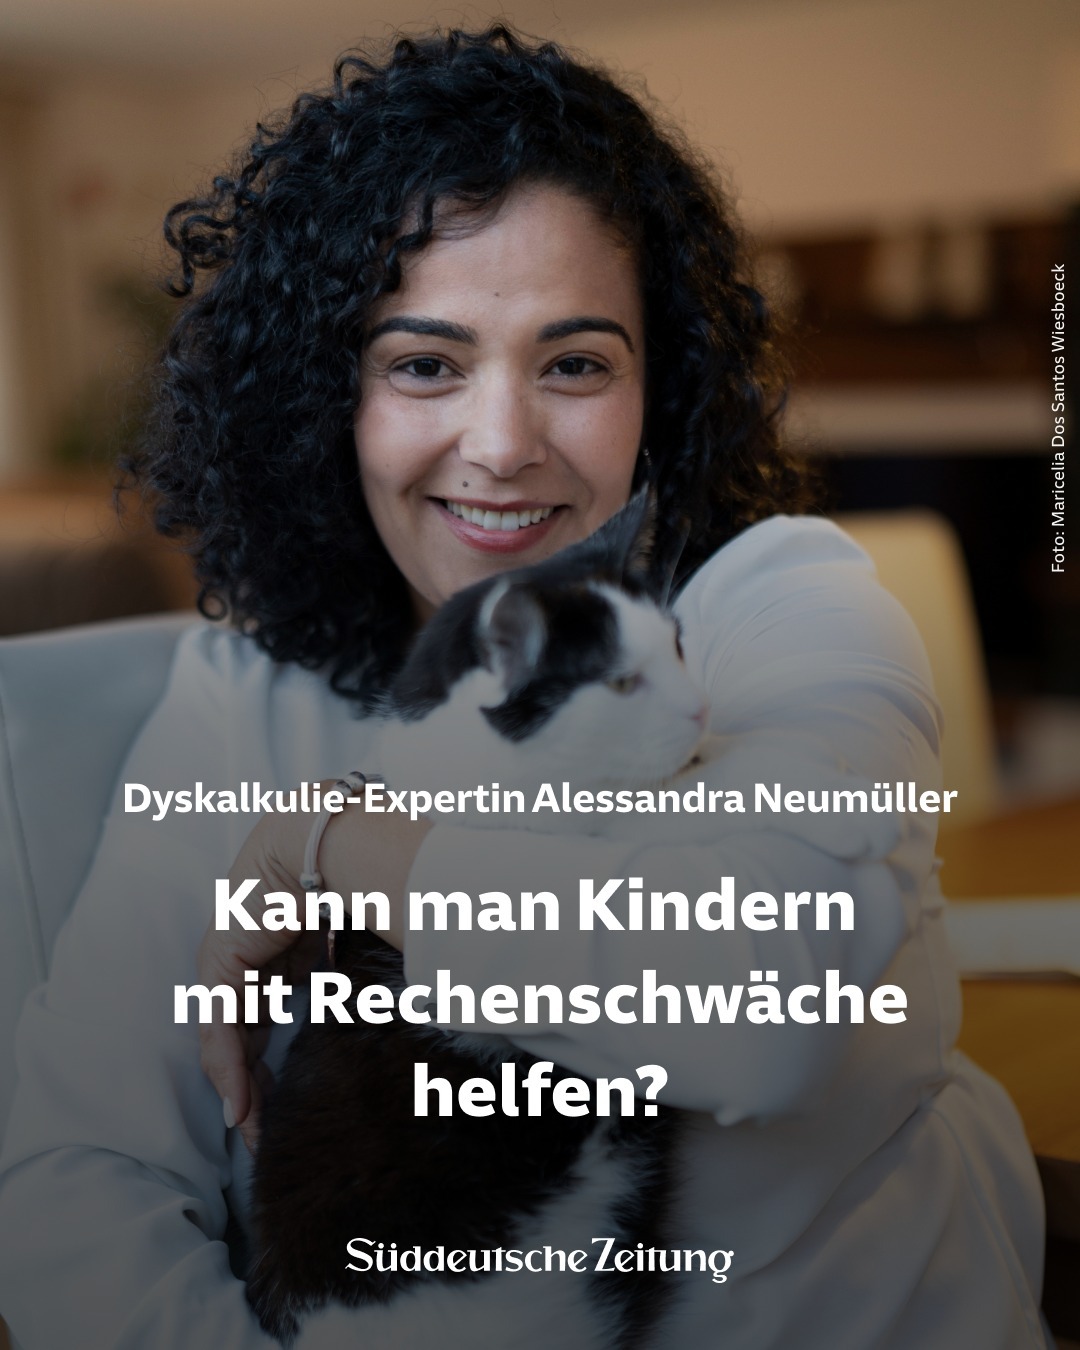 Foto: Maricelia Dos Santos Wiesboeck
Dyskalkulie-Expertin Alessandra Neumüller
Kann man Kindern
mit Rechenschwäche
helfen?
Süddeutsche Zeitung